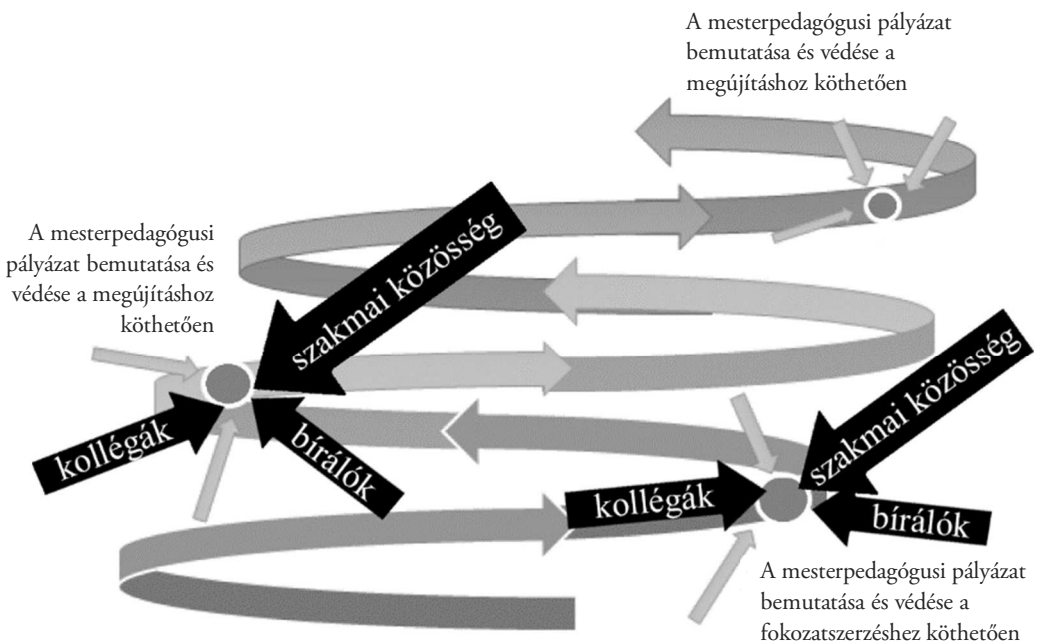 A mesterpedagógusi pályázat
bemutatása és védése a
megújításhoz köthetően
A mesterpedagógusi
pályázat bemutatása és
védése a megújításhoz
köthetően
szakmai közösség
kollégák
bírálók
szakmai közösség
kollégák
bírálók
A mesterpedagógusi pályázat
bemutatása és védése a
fokozatszerzéshez köthetően